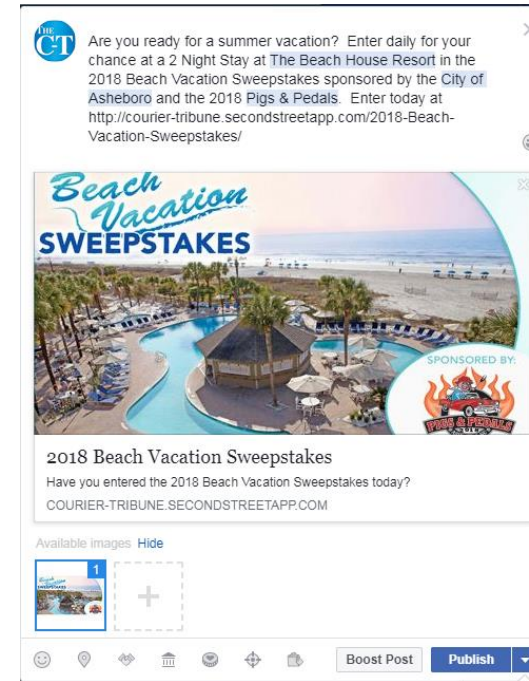 THE
CT
Are you ready for a summer vacation?  Enter daily for your
chance at a 2 Night Stay at The Beach House Resort in the
2018 Beach Vacation Sweepstakes sponsored by the City of
Asheboro and the 2018 Pigs & Pedals.  Enter today at
http://courier-tribune.secondstreetapp.com/2018-Beach-
Vacation-Sweepstakes/
Beach
Vacation
SWEEPSTAKES
SPONSORED BY:
PIGS & PEDALS
2018 Beach Vacation Sweepstakes
Have you entered the 2018 Beach Vacation Sweepstakes today?
COURIER-TRIBUNE.SECONDSTREETAPP.COM
Available images Hide
1
Beach
Vacation
SWEEPSTAKES
Boost Post
Publish